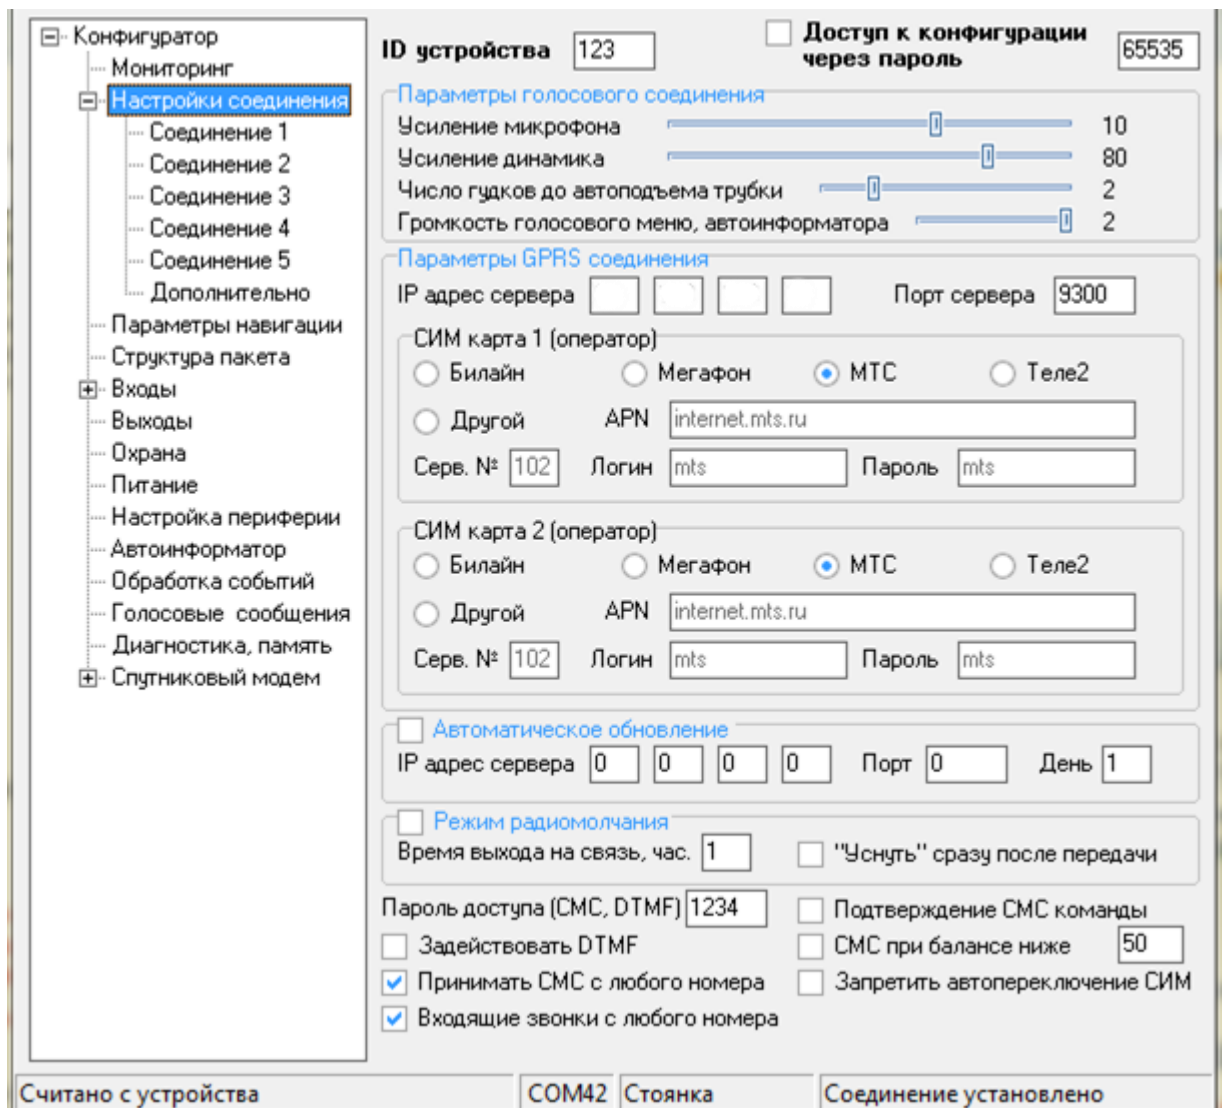 Конфигуратор
Мониторинг
Настройки соединения
Соединение 1
Соединение 2
Соединение 3
Соединение 4
Соединение 5
Дополнительно
Параметры навигации
Структура пакета
Входы
Выходы
Охрана
Питание
Настройка периферии
Автоинформатор
Обработка событий
Голосовые сообщения
Диагностика, память
Спутниковый модем
ID устройства 123 Доступ к конфигурации
через пароль 65535
Параметры голосового соединения
Усиление микрофона 10
Усиление динамика 80
Число гудков до автоподъема трубки 2
Громкость голосового меню, автоинформатора 2
Параметры GPRS соединения
IP адрес сервера Порт сервера 9300
СИМ карта 1 (оператор)
Билайн Мегафон МТС Теле2
Другой APN internet.mts.ru
Серв. № 102 Логин mts Пароль mts
СИМ карта 2 (оператор)
Билайн Мегафон МТС Теле2
Другой APN internet.mts.ru
Серв. № 102 Логин mts Пароль mts
Автоматическое обновление
IP адрес сервера 0 0 0 0 Порт 0 День 1
Режим радиомолчания
Время выхода на связь, час. 1 "Уснуть" сразу после передачи
Пароль доступа (СМС, DTMF) 1234 Подтверждение СМС команды
Задействовать DTMF СМС при балансе ниже 50
Принимать СМС с любого номера Запретить автопереключение СИМ
Входящие звонки с любого номера
Считано с устройства COM42 Стоянка Соединение установлено